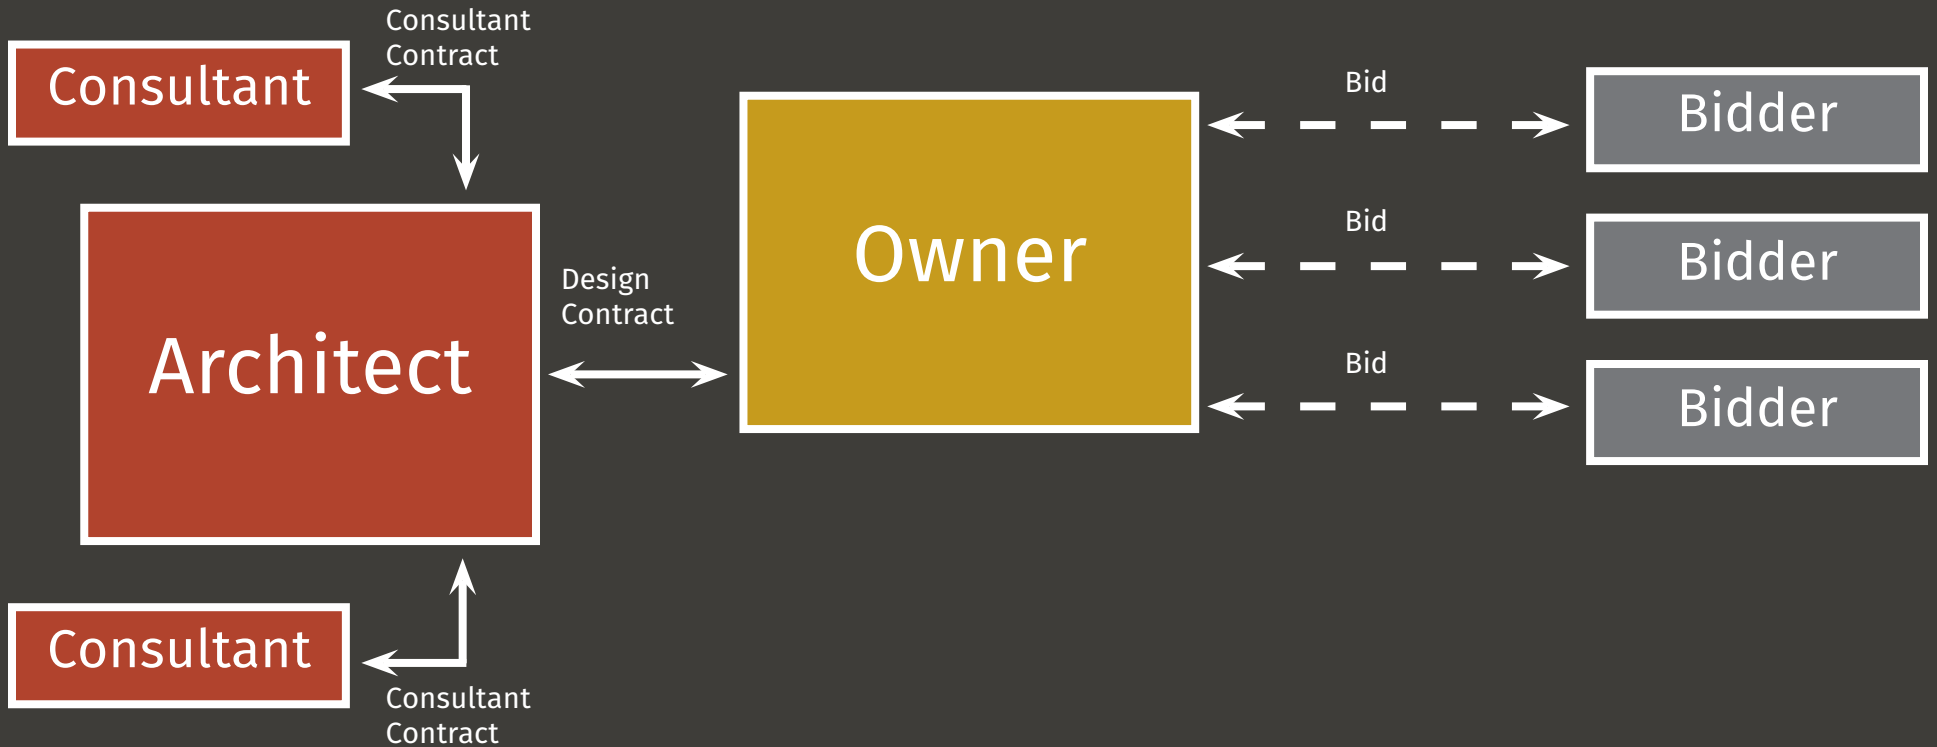 Consultant
Contract
Consultant
Architect
Design
Contract
Consultant
Consultant
Contract
Owner
Bid
Bidder
Bid
Bidder
Bid
Bidder